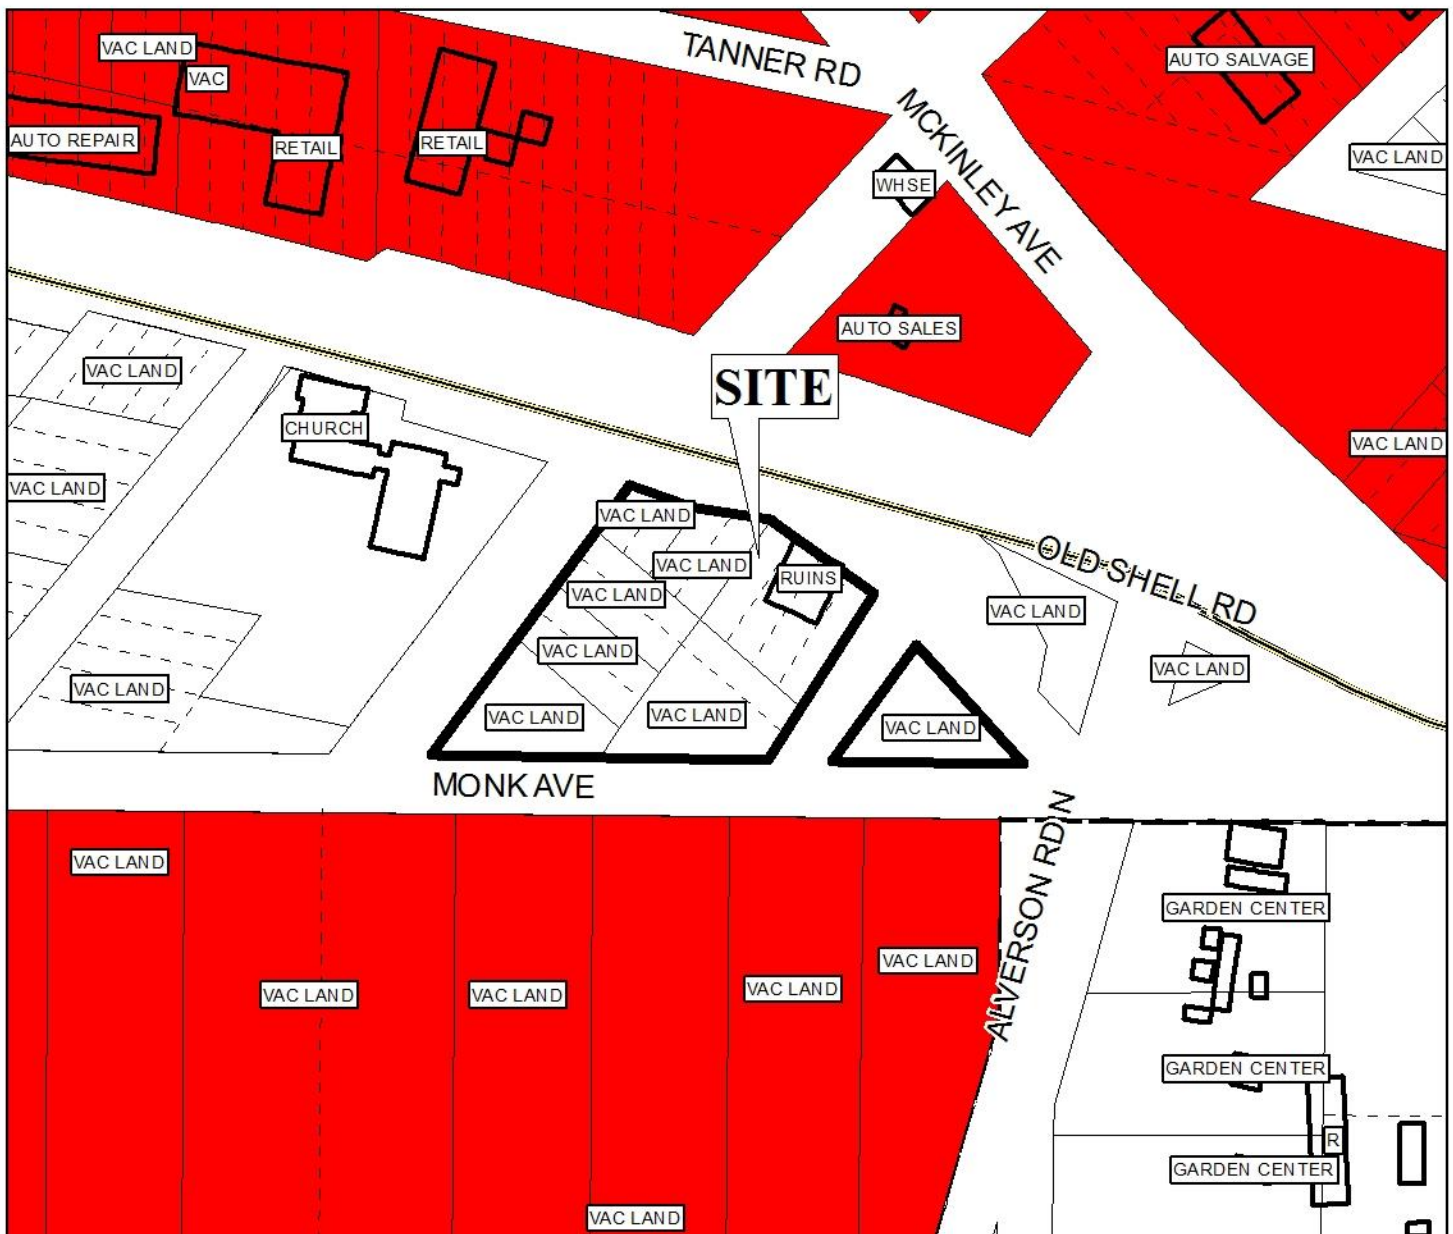 VAC LAND
TANNER RD
AUTO SALVAGE
VAC
MCKINLEY AVE
AUTO REPAIR
RETAIL
RETAIL
VAC LAND
WHSE
AUTO SALES
VAC LAND
SITE
CHURCH
VAC LAND
VAC LAND
VAC LAND
OLD SHELL RD
VAC LAND
RUINS
VAC LAND
VAC LAND
VAC LAND
VAC LAND
VAC LAND
VAC LAND
VAC LAND
VAC LAND
MONK AVE
ALVERSON RD N
VAC LAND
GARDEN CENTER
VAC LAND
VAC LAND
VAC LAND
VAC LAND
GARDEN CENTER
R
GARDEN CENTER
VAC LAND